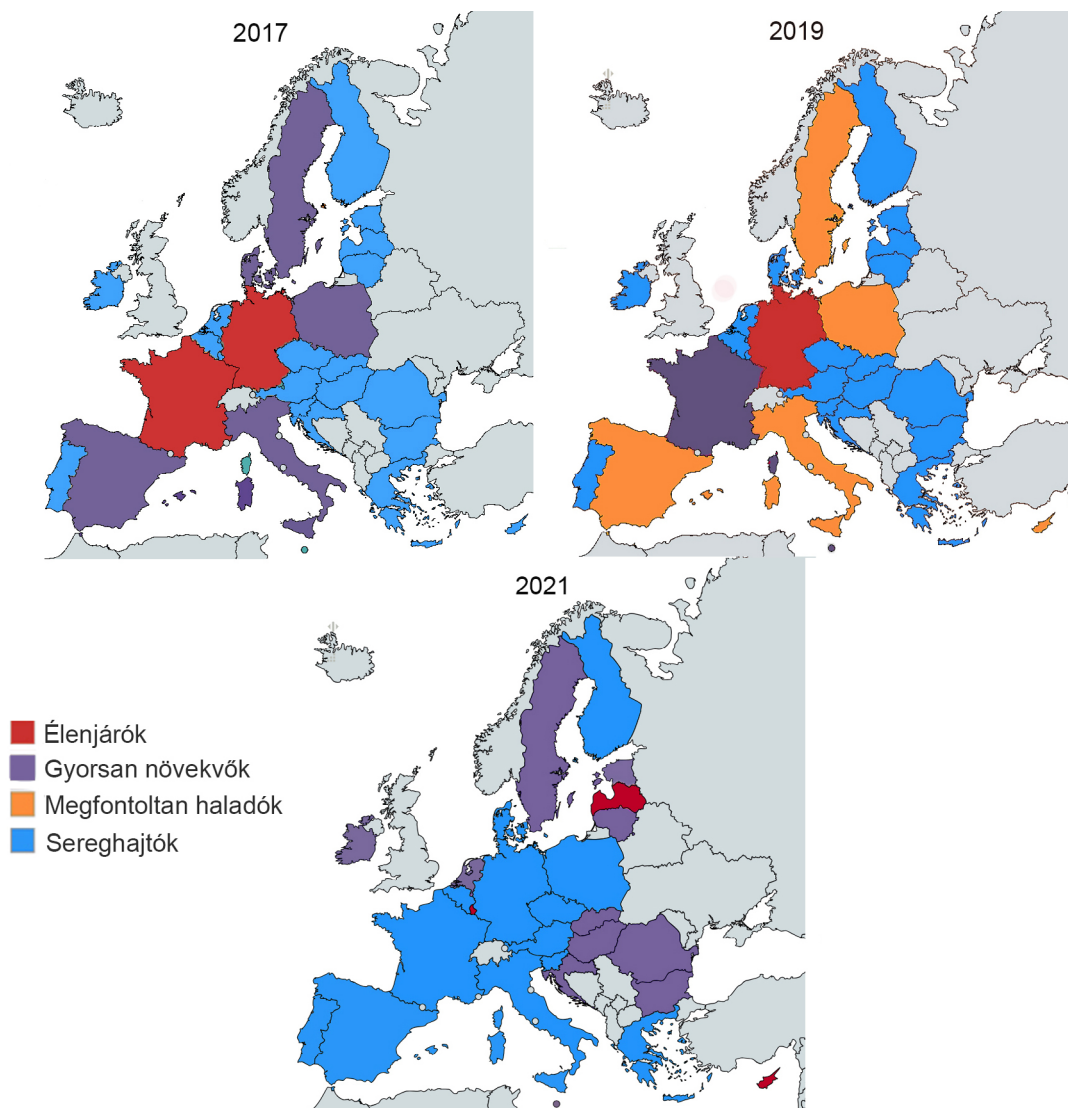 2017
2019
2021
Élenjárók
Gyorsan növekvők
Megfontoltan haladók
Sereghajtók